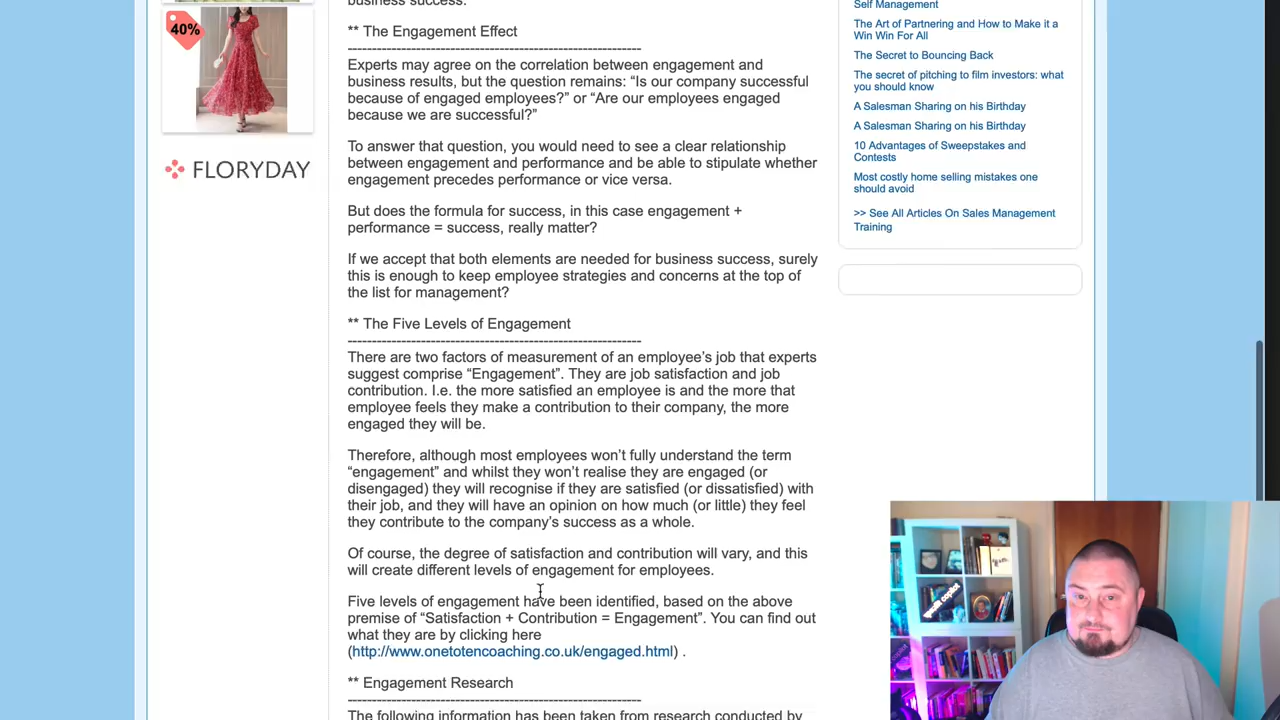 40%
FLORYDAY
business success.
** The Engagement Effect
------------------------------------------------------------
Experts may agree on the correlation between engagement and
business results, but the question remains: “Is our company successful
because of engaged employees?” or “Are our employees engaged
because we are successful?”
To answer that question, you would need to see a clear relationship
between engagement and performance and be able to stipulate whether
engagement precedes performance or vice versa.
But does the formula for success, in this case engagement +
performance = success, really matter?
If we accept that both elements are needed for business success, surely
this is enough to keep employee strategies and concerns at the top of
the list for management?
** The Five Levels of Engagement
------------------------------------------------------------
There are two factors of measurement of an employee’s job that experts
suggest comprise “Engagement”. They are job satisfaction and job
contribution. I.e. the more satisfied an employee is and the more that
employee feels they make a contribution to their company, the more
engaged they will be.
Therefore, although most employees won’t fully understand the term
“engagement” and whilst they won’t realise they are engaged (or
disengaged) they will recognise if they are satisfied (or dissatisfied) with
their job, and they will have an opinion on how much (or little) they feel
they contribute to the company’s success as a whole.
Of course, the degree of satisfaction and contribution will vary, and this
will create different levels of engagement for employees.
Five levels of engagement have been identified, based on the above
premise of “Satisfaction + Contribution = Engagement”. You can find out
what they are by clicking here
(http://www.onetotencoaching.co.uk/engaged.html) .
** Engagement Research
------------------------------------------------------------
The following information has been taken from research conducted by
Self Management
The Art of Partnering and How to Make it a
Win Win For All
The Secret to Bouncing Back
The secret of pitching to film investors: what
you should know
A Salesman Sharing on his Birthday
A Salesman Sharing on his Birthday
10 Advantages of Sweepstakes and
Contests
Most costly home selling mistakes one
should avoid
>> See All Articles On Sales Management
Training